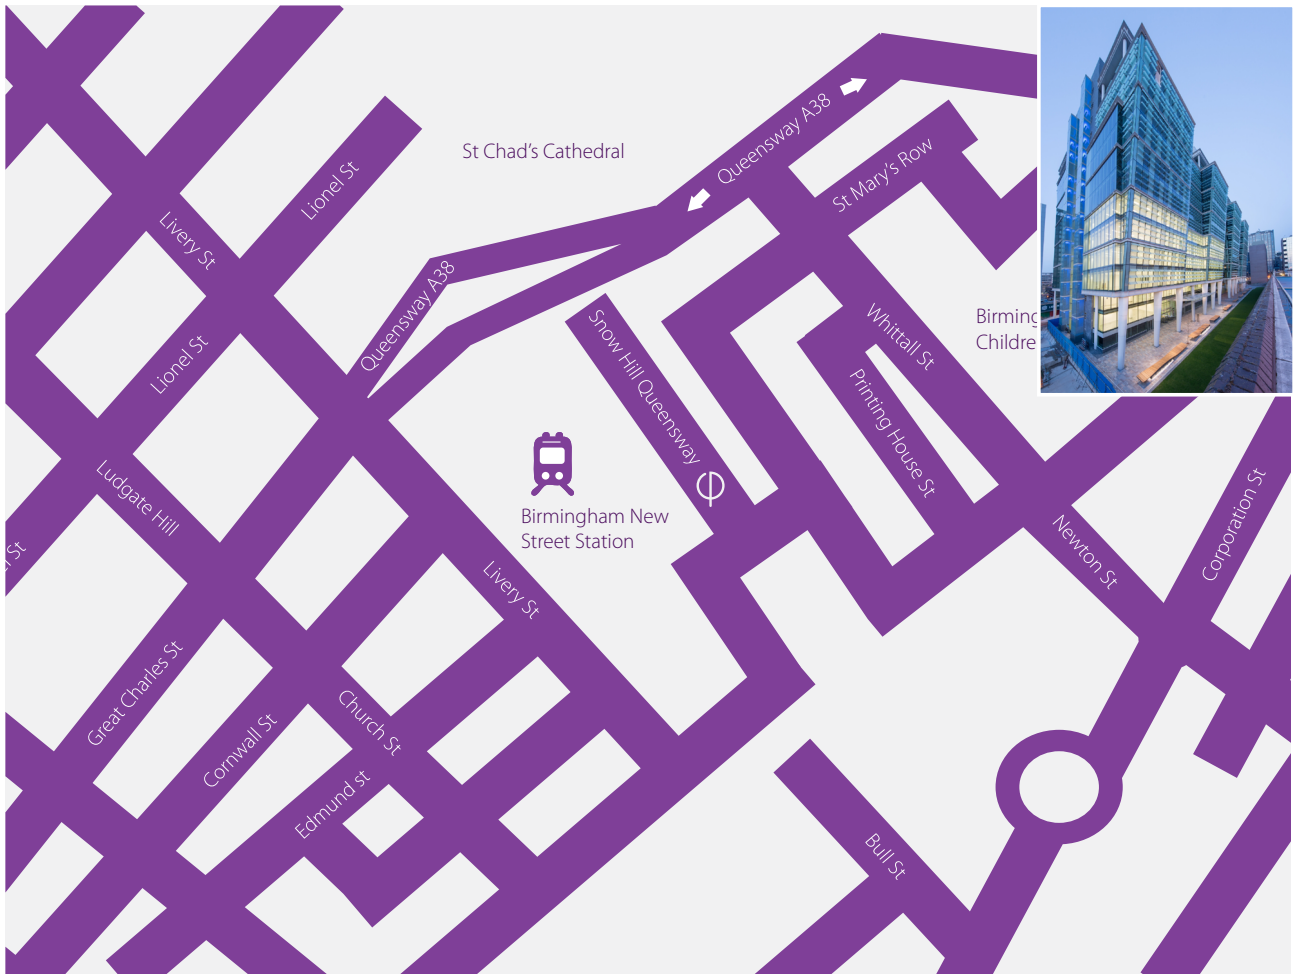 St Chad's Cathedral
Queensway A38
St Mary's Row
Lionel St
Livery St
Queensway A38
Snow Hill Queensway
Whittall St
Lionel St
Printing House St
Ludgate Hill
Birmingham New
Street Station
Newton St
Corporation St
Livery St
Great Charles St
Cornwall St
Church St
Edmund st
Bull St